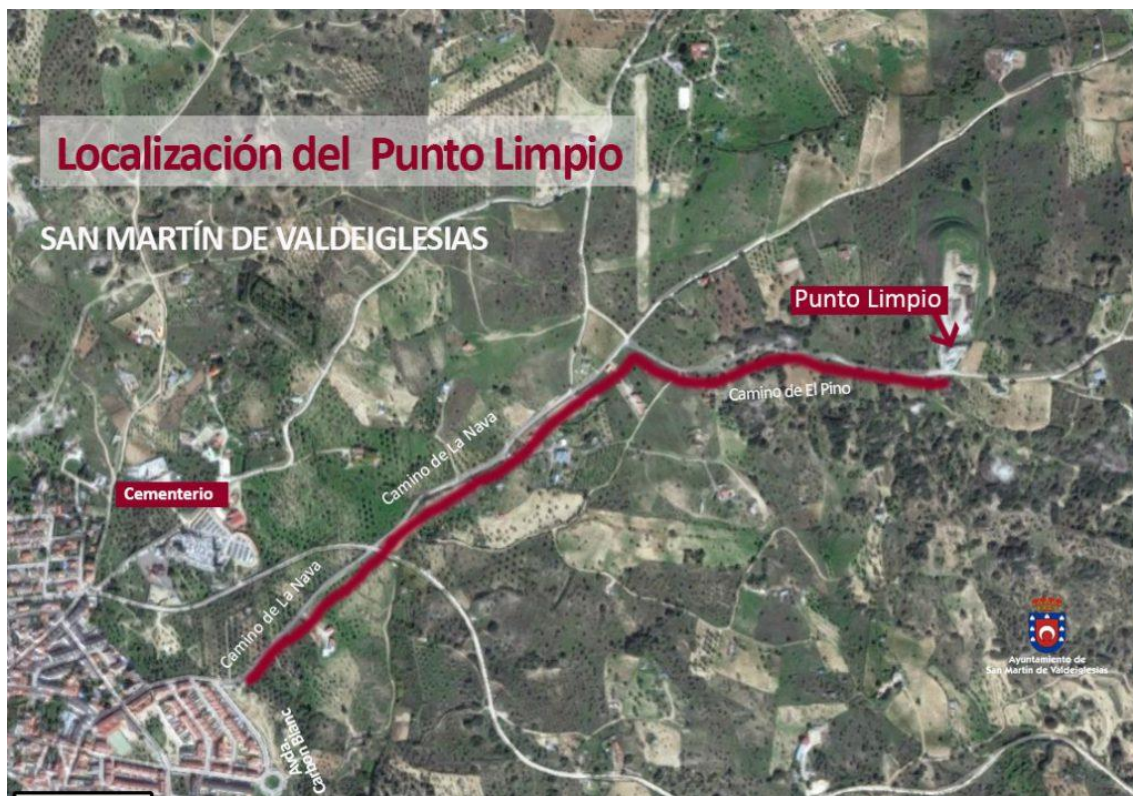 Localización del Punto Limpio
SAN MARTÍN DE VALDEIGLESIAS
Punto Limpio
Camino de El Pino
Camino de La Nava
Cementerio
Camino de La Nava
Ayuntamiento de
San Martín de Valdeiglesias
Avda.
Carbon Blanc